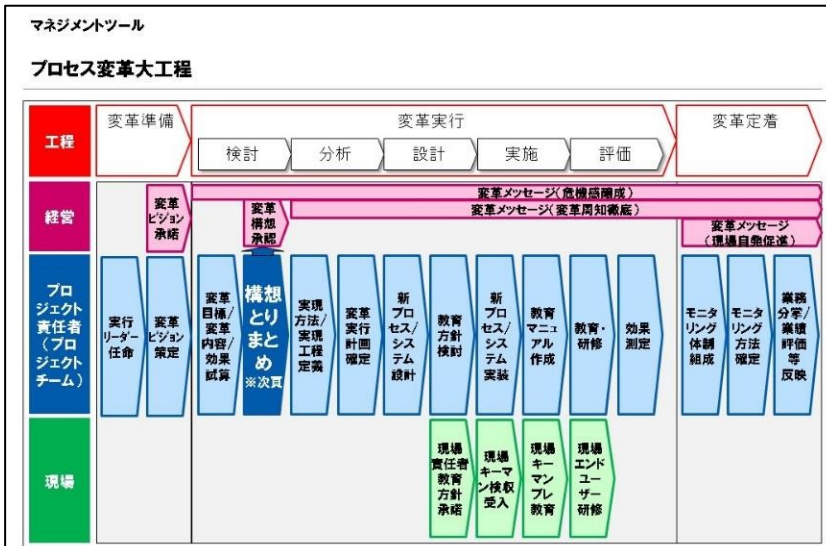 マネジメントツール
プロセス変革大工程
工程
変革準備
変革実行
変革定着
検討
分析
設計
実施
評価
経営
変革
ビジョン
承諾
変革メッセージ(危機感醸成)
変革
構想
承認
変革メッセージ(変革周知徹底)
変革メッセージ
(現場自発促進)
プロ
ジェクト
責任者
(プロ
ジェクト
チーム)
実行
リーダー
任命
変革
ビジョン
策定
変革
目標/
変革
内容/
効果
試算
構想
とり
まと
め
※次頁
実現
方法/
実現
工程
定義
変革
実行
計画
確定
新
プロ
セス/
シス
テム
設計
教育
方針
検討
新
プロ
セス/
シス
テム
実装
教育
マニュ
アル
作成
教育・
研修
効果
測定
モニタ
リング
体制
組成
モニタ
リング
方法
確定
業務
分掌/
業績
評価
等
反映
現場
現場
責任者
教育
方針
承諾
現場
キーマ
ン検収
受入
現場
キー
マン
プレ
教育
現場
エンド
ユー
ザー
研修